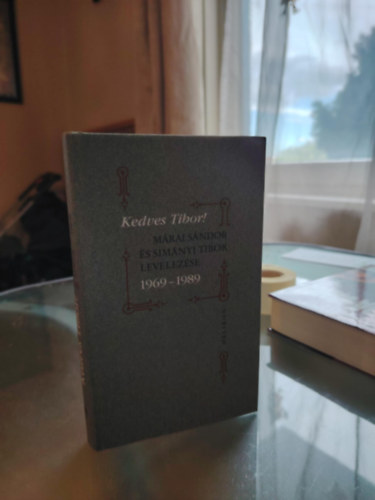 Kedves Tibor!
MÁRAI SÁNDOR
ÉS SIMÁNYI TIBOR
LEVELEZÉSE
1969–1989